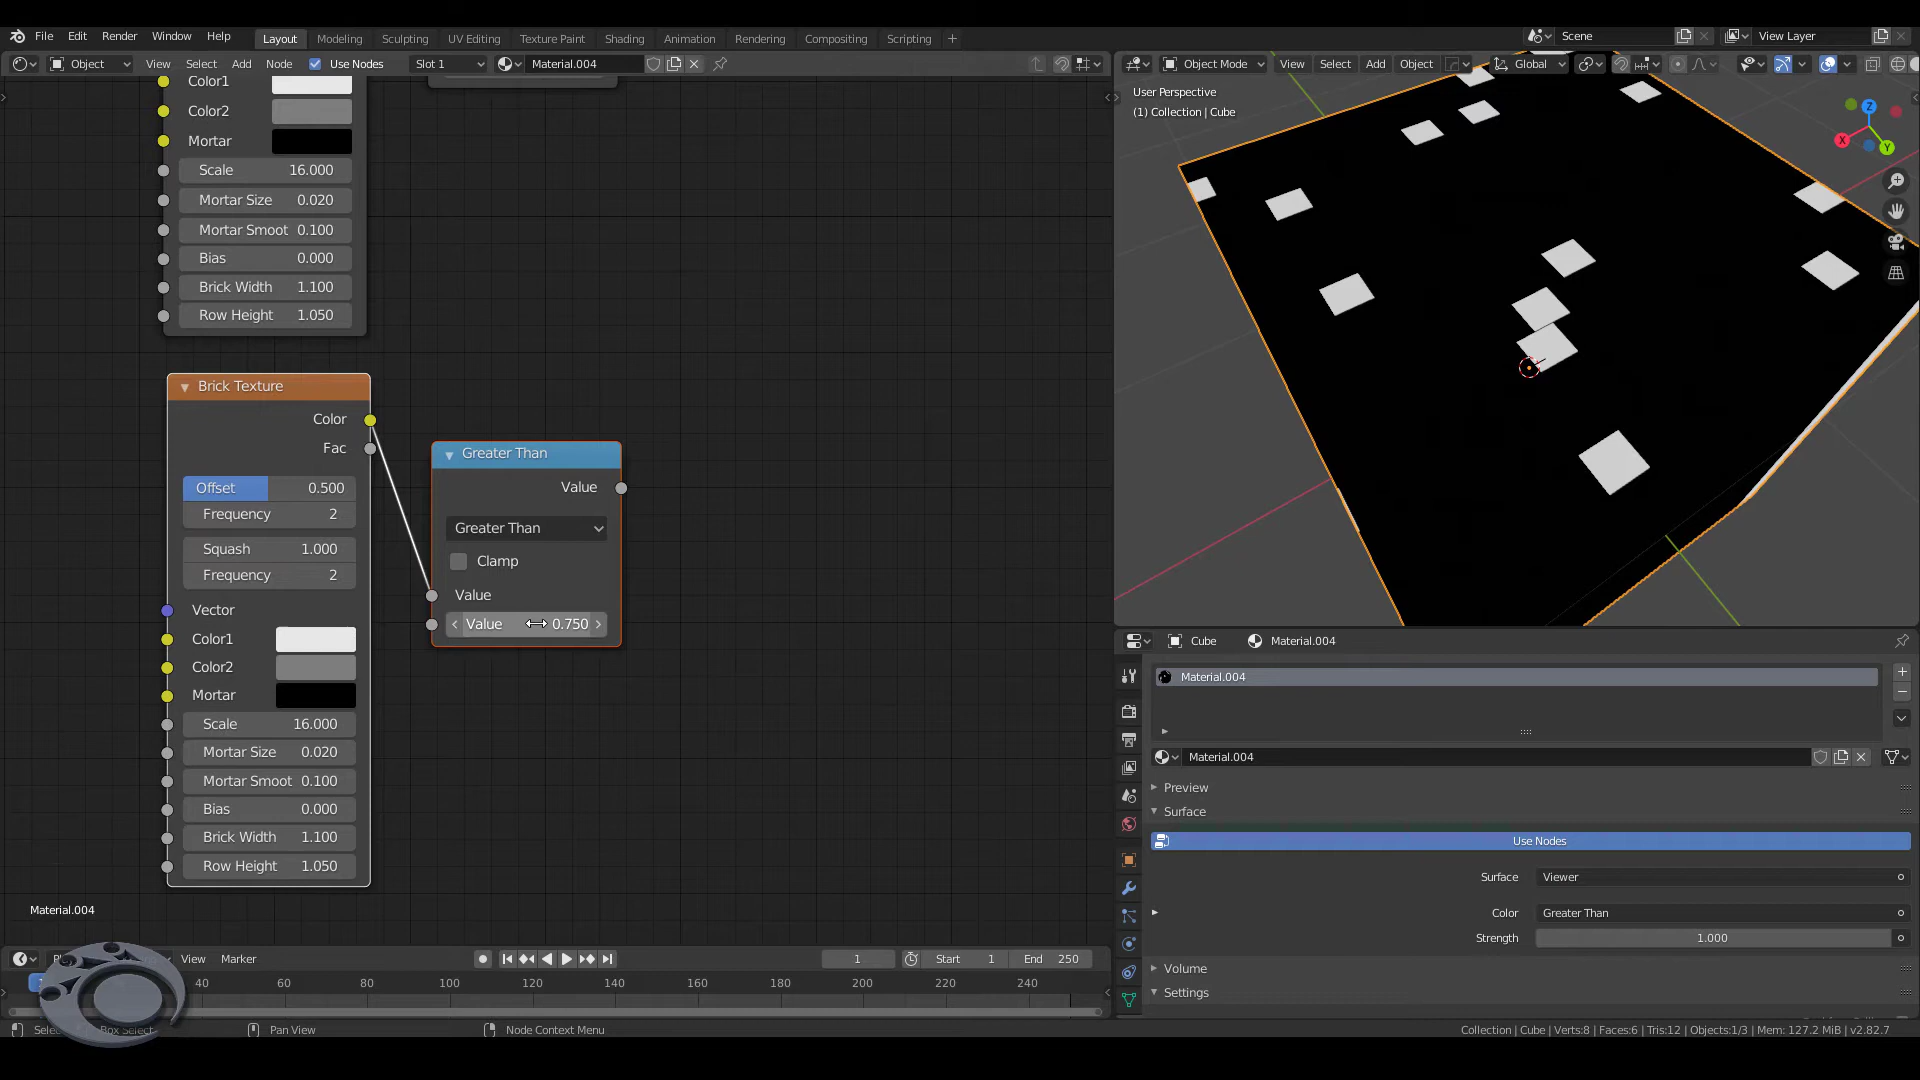 File Edit Render Window Help Layout Modeling Sculpting UV Editing Texture Paint Shading Animation Rendering Compositing Scripting + Scene View Layer
Object View Select Add Node Use Nodes Slot 1 Material.004
Object Mode View Select Add Object Global
User Perspective
(1) Collection | Cube
Z
X
Y
Color1
Color2
Mortar
Scale 16.000
Mortar Size 0.020
Mortar Smoot 0.100
Bias 0.000
Brick Width 1.100
Row Height 1.050
Brick Texture
Color
Fac
Offset 0.500
Frequency 2
Squash 1.000
Frequency 2
Vector
Color1
Color2
Mortar
Scale 16.000
Mortar Size 0.020
Mortar Smoot 0.100
Bias 0.000
Brick Width 1.100
Row Height 1.050
Greater Than
Value
Greater Than
Clamp
Value
Value 0.750
Material.004
Cube Material.004
Material.004
Material.004
Preview
Surface
Use Nodes
Surface Viewer
Color Greater Than
Strength 1.000
Volume
Settings
View Marker 1 Start 1 End 250
40 60 80 100 120 140 160 180 200 220 240
Selec Box Select Pan View Node Context Menu
Collection | Cube | Verts:8 | Faces:6 | Tris:12 | Objects:1/3 | Mem: 127.2 MiB | v2.82.7